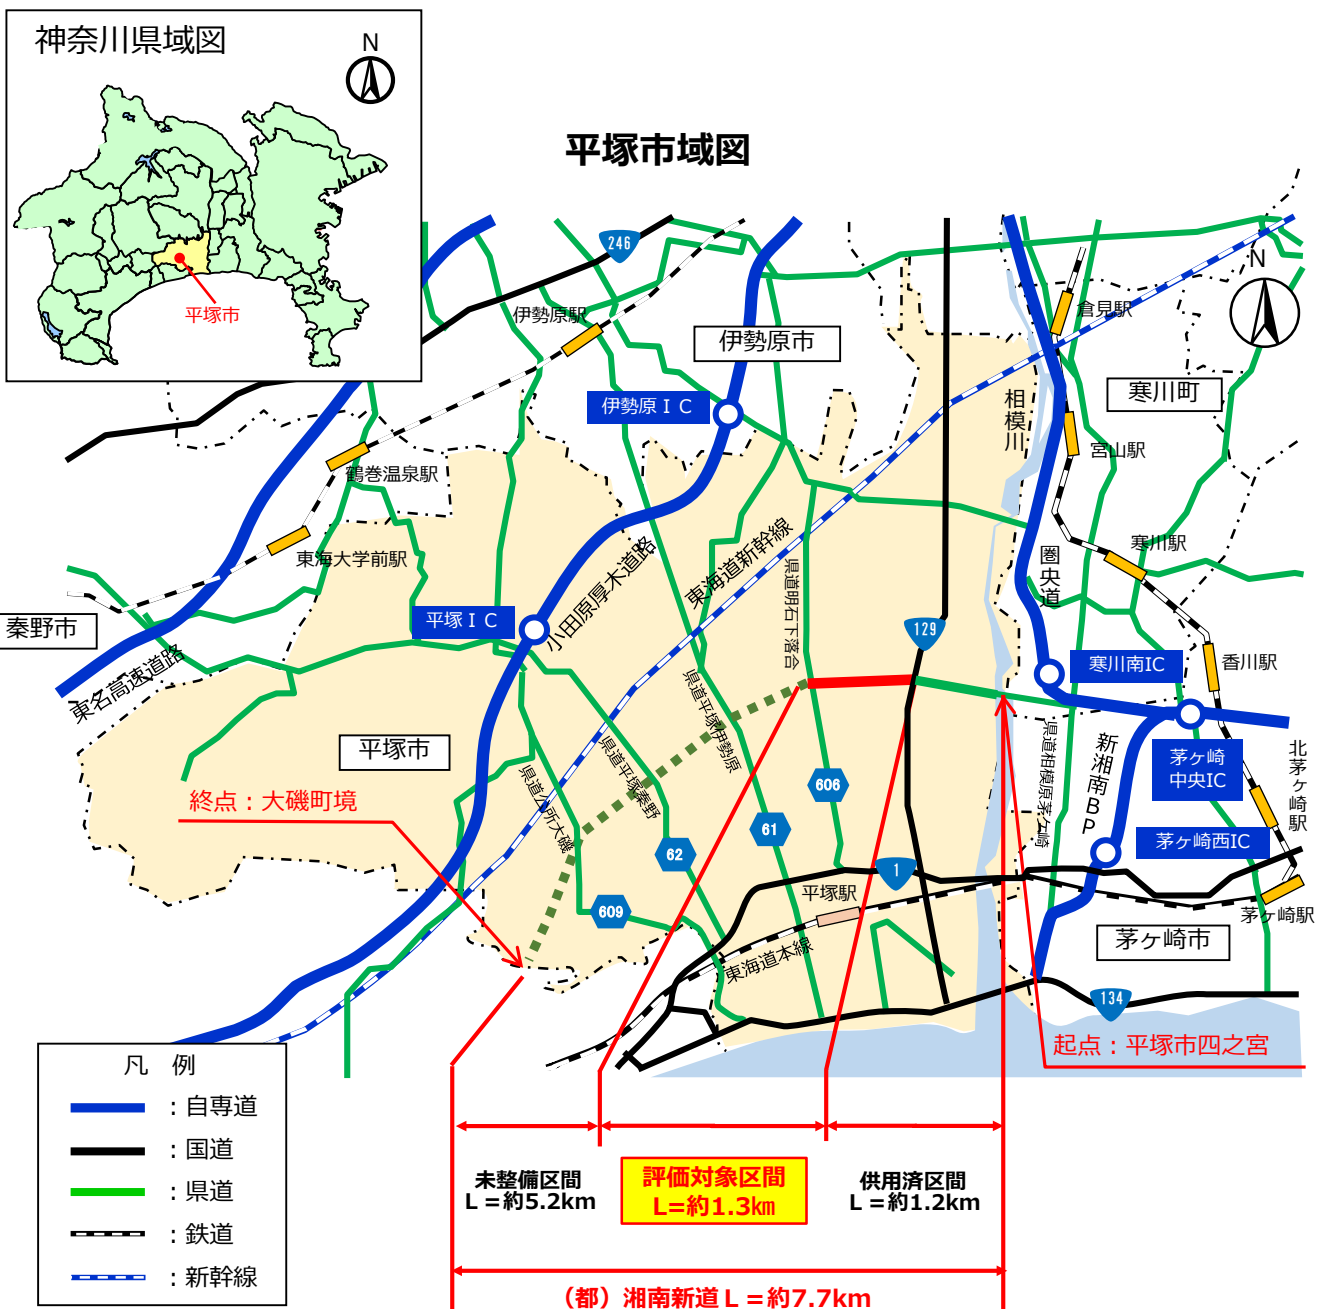 神奈川県域図
N
平塚市
平塚市域図
246
伊勢原駅
伊勢原市
伊勢原ＩＣ
N
倉見駅
寒川町
相模川
宮山駅
鶴巻温泉駅
東海大学前駅
東海道新幹線
小田原厚木道路
県道明石下落合
圏央道
寒川駅
秦野市
平塚ＩＣ
129
寒川南IC
香川駅
東名高速道路
県道平塚伊勢原
平塚市
県道平塚秦野
県道公所大磯
県道相模原茅ケ崎
新湘南ＢＰ
茅ヶ崎
中央IC
北茅ヶ崎駅
終点：大磯町境
606
61
62
茅ヶ崎西IC
1
平塚駅
609
茅ヶ崎駅
茅ヶ崎市
東海道本線
134
起点：平塚市四之宮
凡　例
：自専道
：国道
：県道
：鉄道
：新幹線
未整備区間
Ｌ＝約5.2km
評価対象区間
L=約1.3㎞
供用済区間
Ｌ＝約1.2km
（都）湘南新道Ｌ＝約7.7km